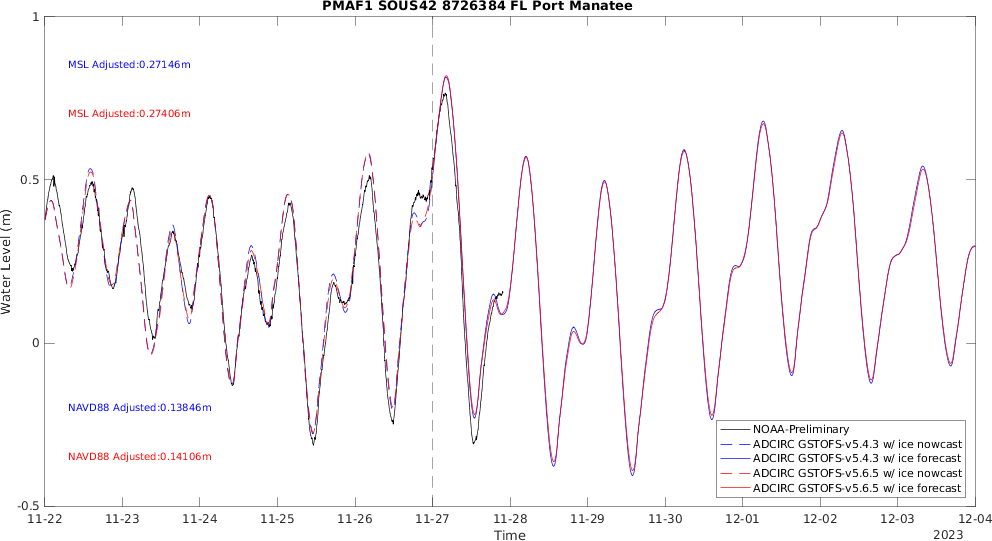 PMAF1 SOUS42 8726384 FL Port Manatee
1
MSL Adjusted:0.27146m
MSL Adjusted:0.27406m
0.5
Water Level (m)
0
NAVD88 Adjusted:0.13846m
NAVD88 Adjusted:0.14106m
-0.5
NOAA-Preliminary
ADCIRC GSTOFS-v5.4.3 w/ ice nowcast
ADCIRC GSTOFS-v5.4.3 w/ ice forecast
ADCIRC GSTOFS-v5.6.5 w/ ice nowcast
ADCIRC GSTOFS-v5.6.5 w/ ice forecast
11-22 11-23 11-24 11-25 11-26 11-27 11-28 11-29 11-30 12-01 12-02 12-03 12-04
Time
2023